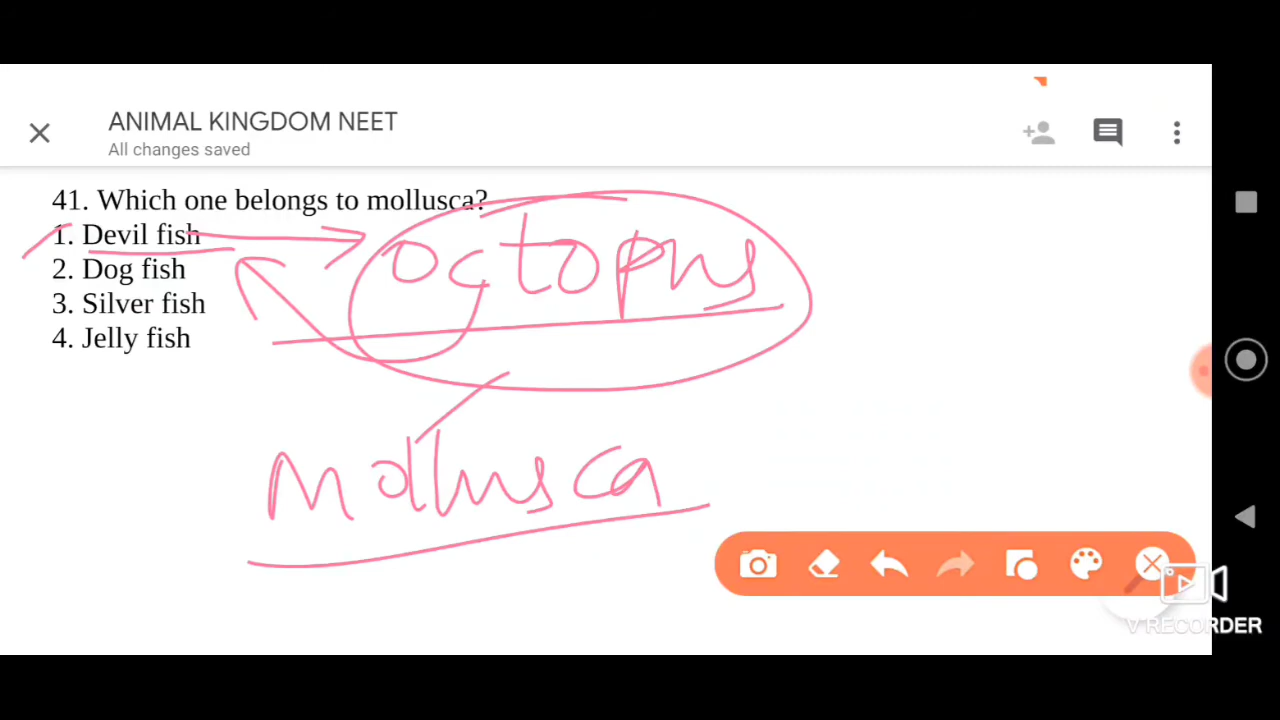 ANIMAL KINGDOM NEET
All changes saved
41. Which one belongs to mollusca?
1. Devil fish
octopus
2. Dog fish
3. Silver fish
4. Jelly fish
Mollusca
V RECORDER